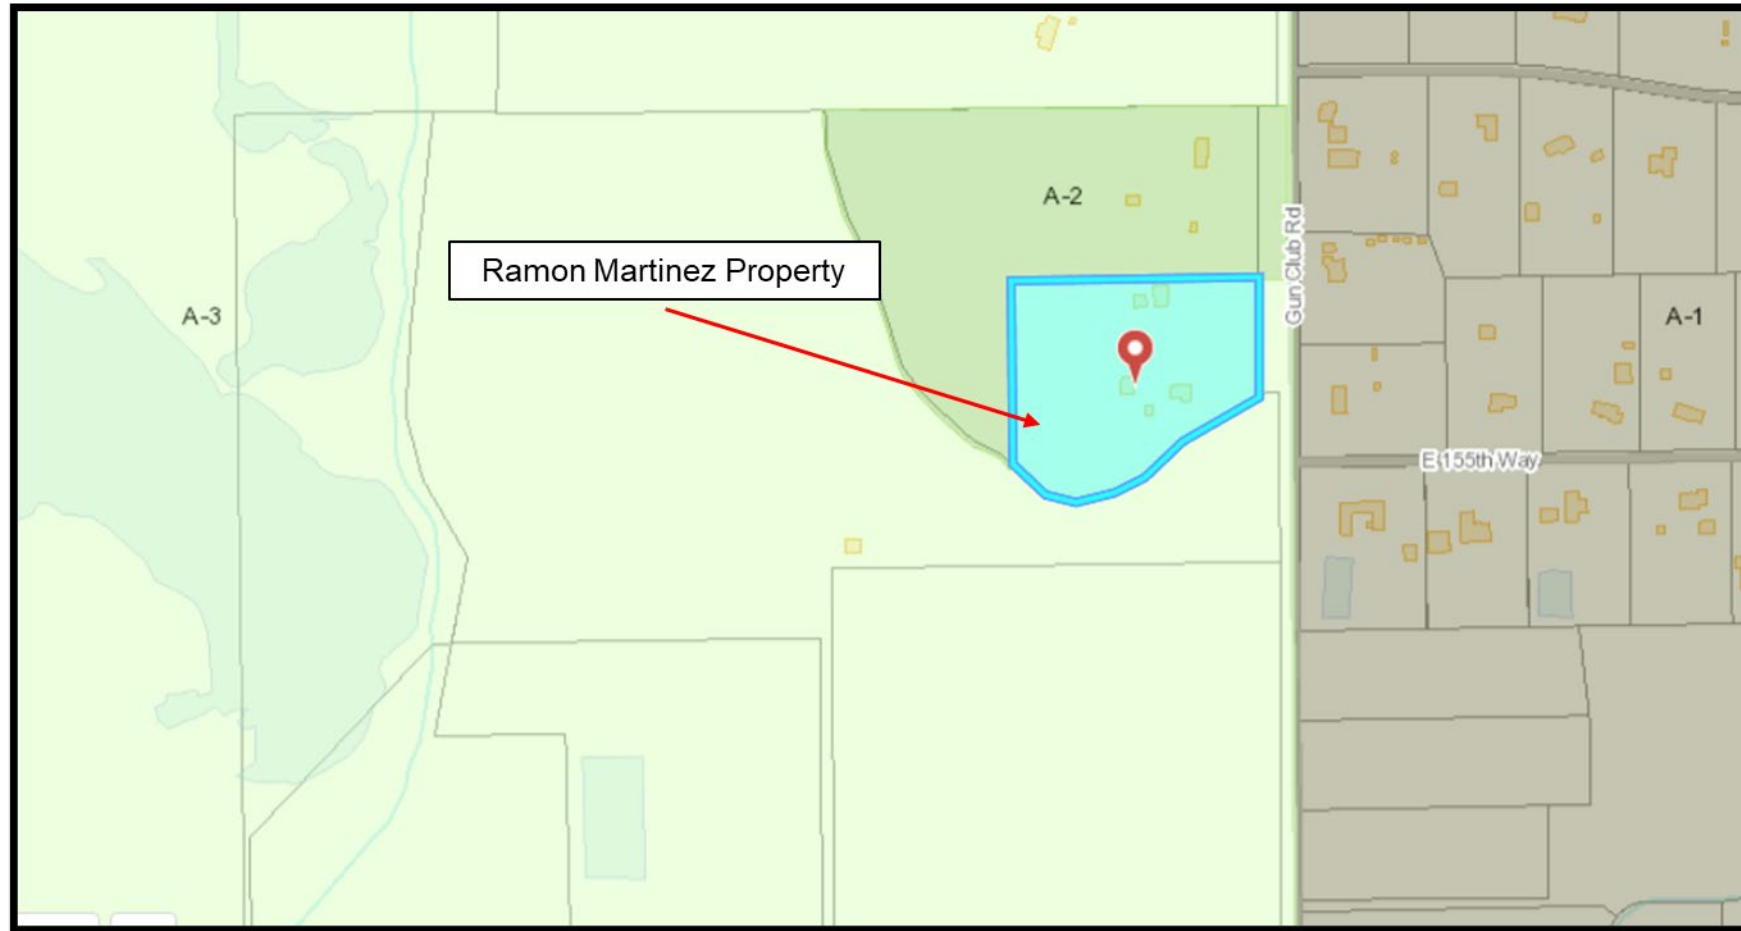 A-2
Gun Club Rd
Ramon Martinez Property
A-3
A-1
E 155th Way